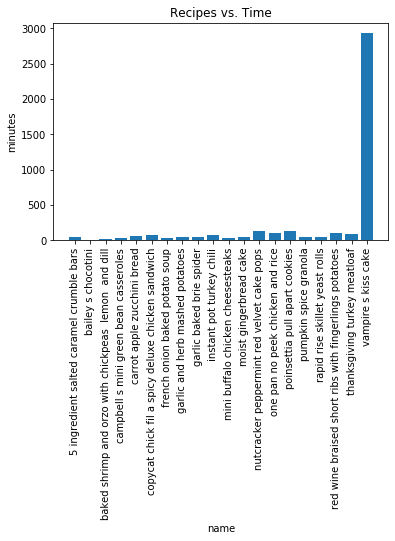 Recipes vs. Time
3000
2500
2000
1500
1000
500
0
minutes
5 ingredient salted caramel crumble bars
bailey s chocotini
baked shrimp and orzo with chickpeas  lemon  and dill
campbell s mini green bean casseroles
carrot apple zucchini bread
copycat chick fil a spicy deluxe chicken sandwich
french onion baked potato soup
garlic and herb mashed potatoes
garlic baked brie spider
instant pot turkey chili
mini buffalo chicken cheesesteaks
moist gingerbread cake
nutcracker peppermint red velvet cake pops
one pan no peek chicken and rice
poinsettia pull apart cookies
pumpkin spice granola
rapid rise skillet yeast rolls
red wine braised short ribs with fingerlings potatoes
thanksgiving turkey meatloaf
vampire s kiss cake
name